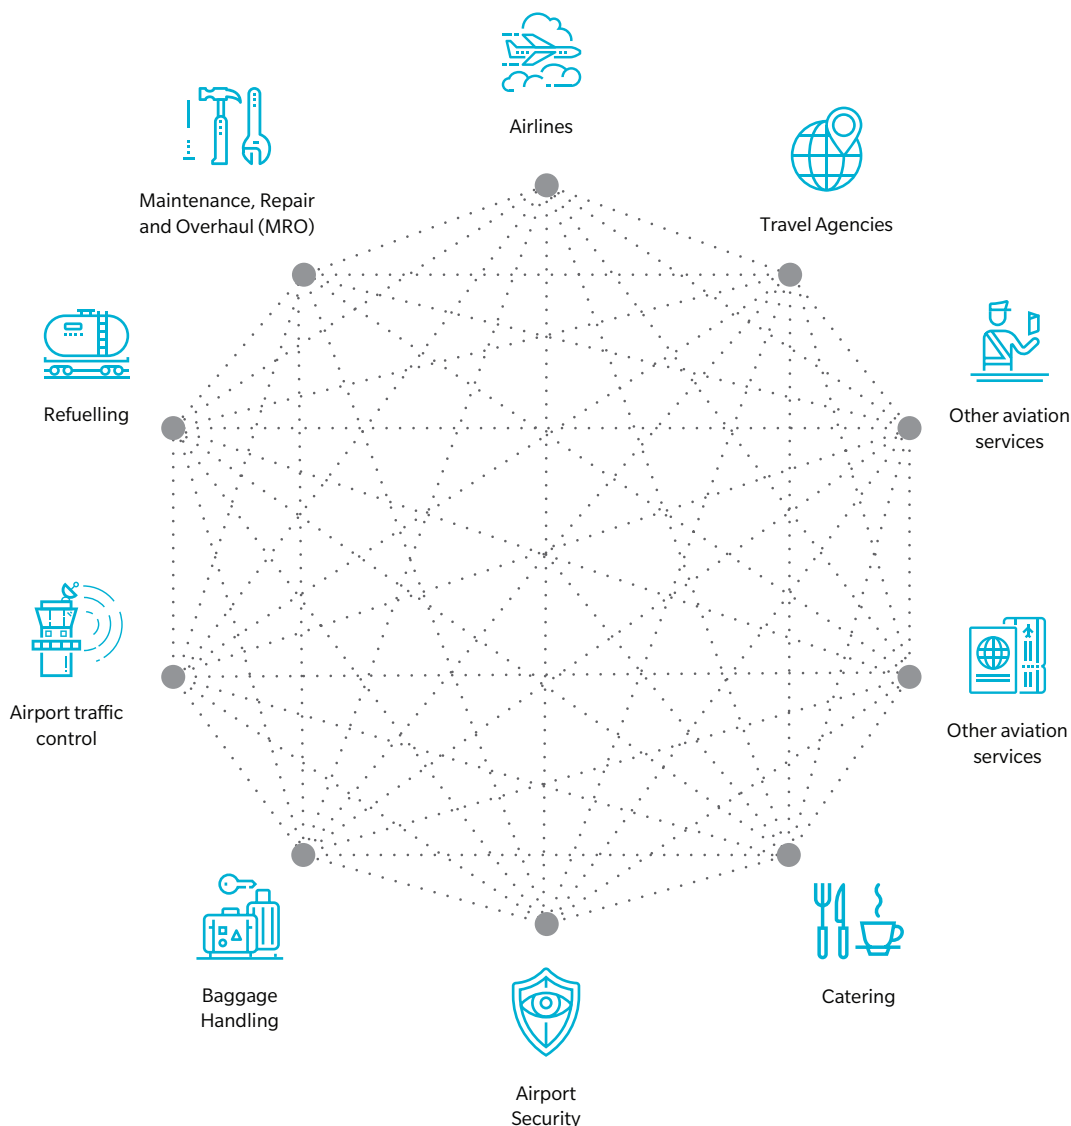 Airlines
Maintenance, Repair
and Overhaul (MRO)
Travel Agencies
Refuelling
Other aviation
services
Airport traffic
control
Other aviation
services
Baggage
Handling
Catering
Airport
Security